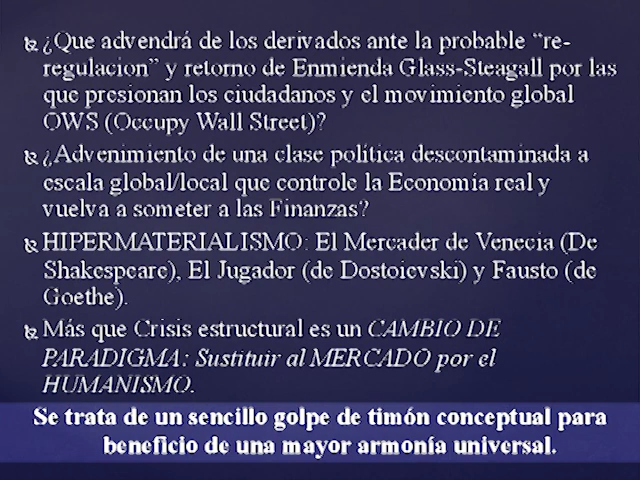 ¿Que advendrá de los derivados ante la probable “re-
regulacion” y retorno de Enmienda Glass-Steagall por las
que presionan los ciudadanos y el movimiento global
OWS (Occupy Wall Street)?
¿Advenimiento de una clase política descontaminada a
escala global/local que controle la Economía real y
vuelva a someter a las Finanzas?
HIPERMATERIALISMO: El Mercader de Venecia (De
Shakespeare), El Jugador (de Dostoievski) y Fausto (de
Goethe).
Más que Crisis estructural es un CAMBIO DE
PARADIGMA: Sustituir al MERCADO por el
HUMANISMO.
Se trata de un sencillo golpe de timón conceptual para
beneficio de una mayor armonía universal.